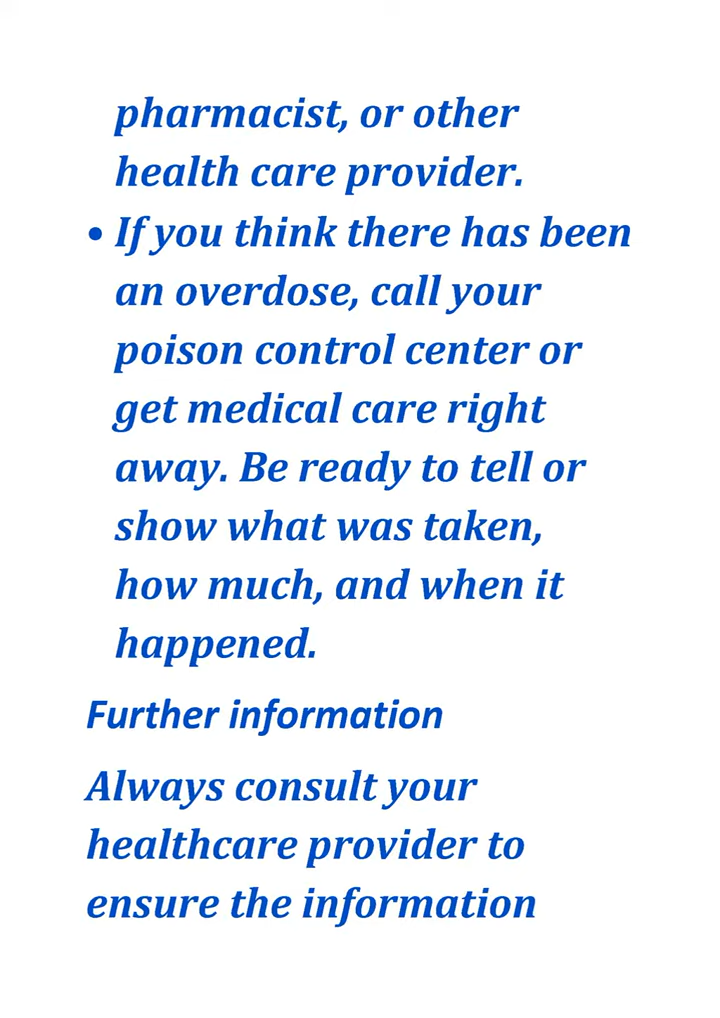 pharmacist, or other
health care provider.
• If you think there has been
an overdose, call your
poison control center or
get medical care right
away. Be ready to tell or
show what was taken,
how much, and when it
happened.
Further information
Always consult your
healthcare provider to
ensure the information